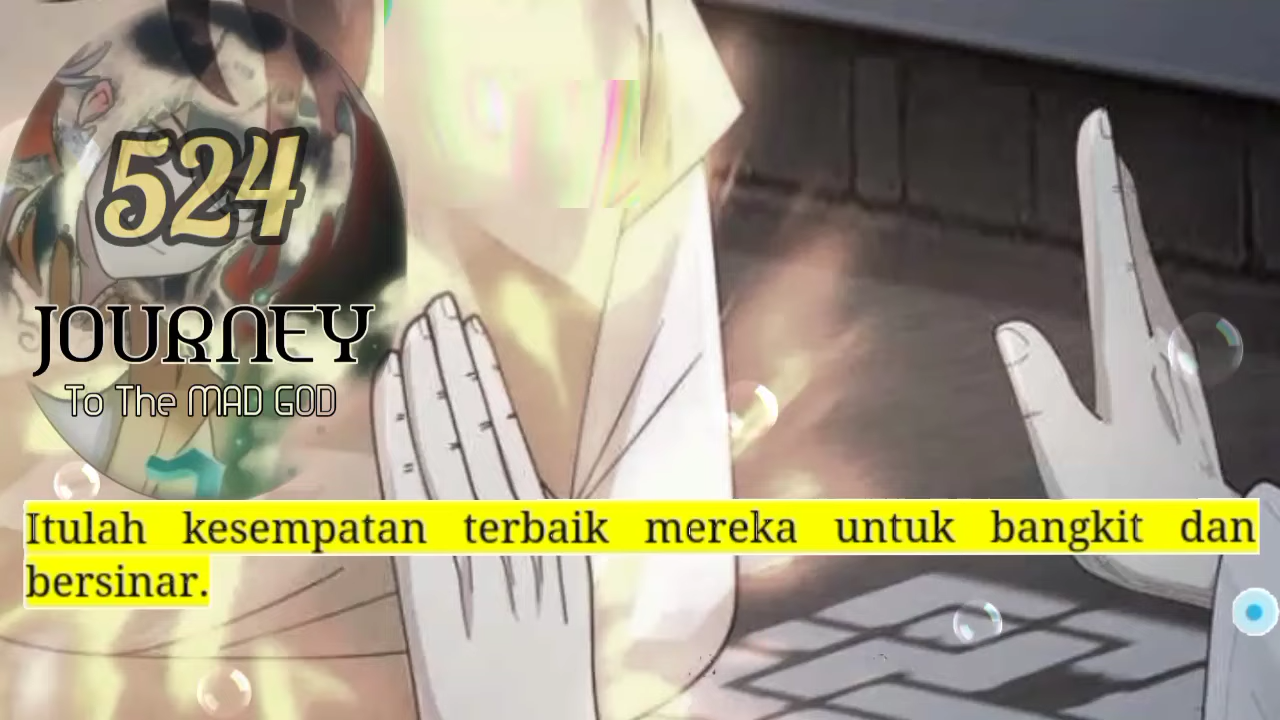 524
JOURNEY
To The MAD GOD
Itulah kesempatan terbaik mereka untuk bangkit dan
bersinar.